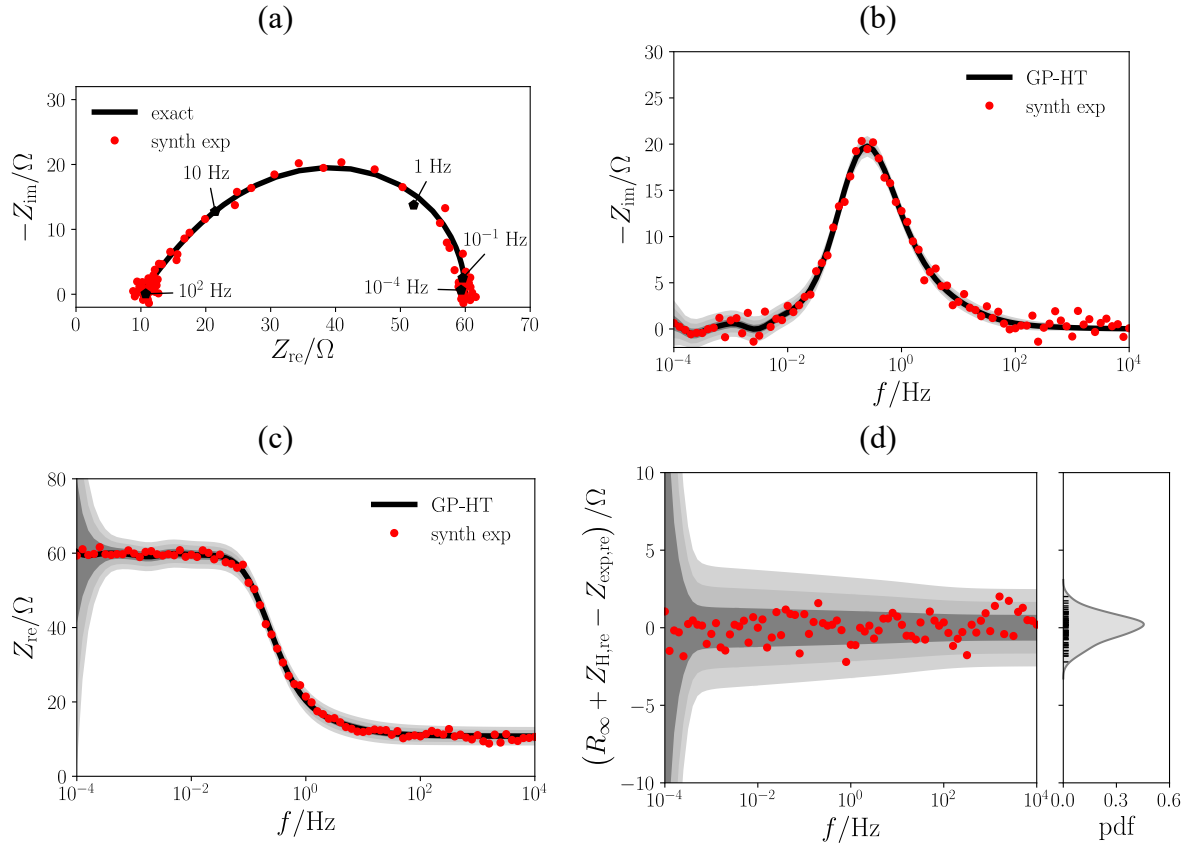 (a)
30
20
10
0
−Z_im/Ω
exact
synth exp
10 Hz
1 Hz
10^−1 Hz
10^−4 Hz
10^2 Hz
0 10 20 30 40 50 60 70
Z_re/Ω
(b)
30
25
20
15
10
5
0
−Z_im/Ω
GP-HT
synth exp
10^−4 10^−2 10^0 10^2 10^4
f/Hz
(c)
80
60
40
20
0
Z_re/Ω
GP-HT
synth exp
10^−4 10^−2 10^0 10^2 10^4
f/Hz
(d)
10
5
0
−5
−10
(R_∞ + Z_H,re − Z_exp,re) /Ω
10^−4 10^−2 10^0 10^2 10^4
f/Hz
0.0 0.3 0.6
pdf